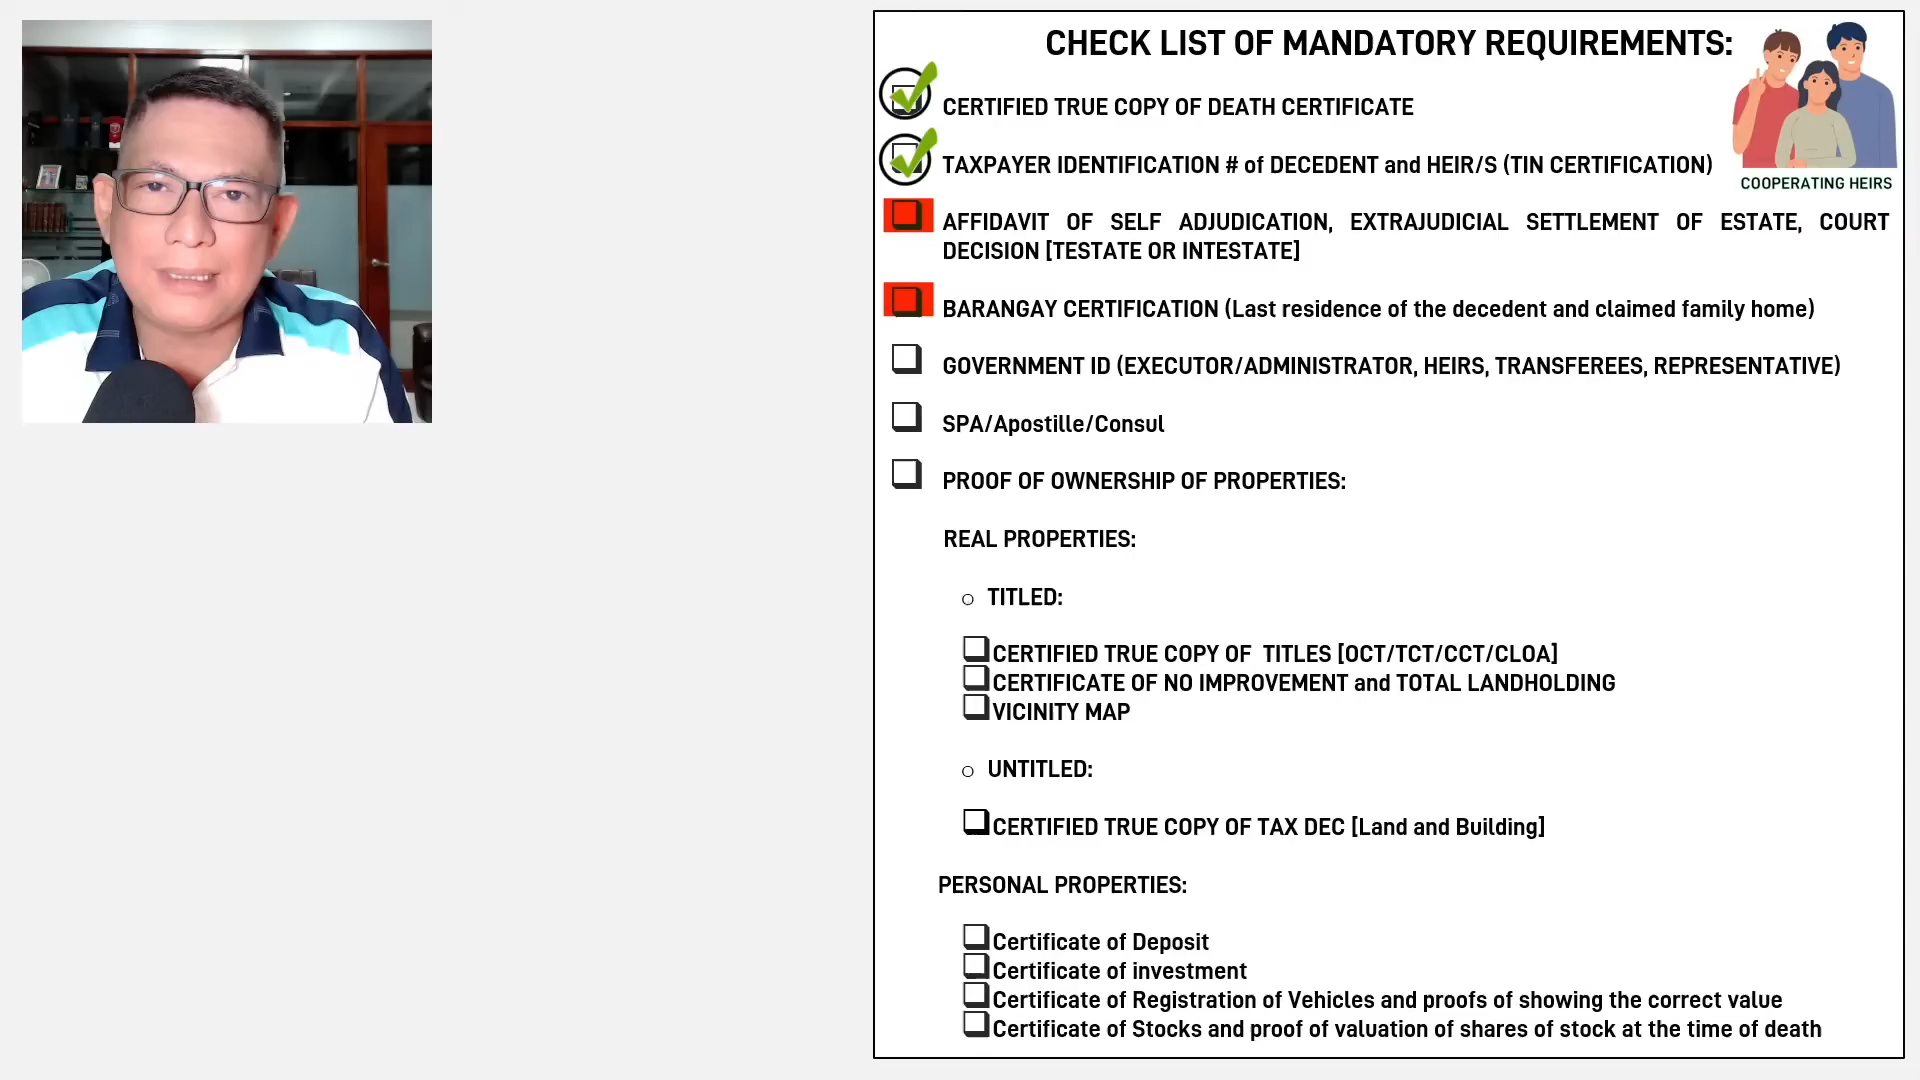 CHECK LIST OF MANDATORY REQUIREMENTS:
CERTIFIED TRUE COPY OF DEATH CERTIFICATE
TAXPAYER IDENTIFICATION # of DECEDENT and HEIR/S (TIN CERTIFICATION)
COOPERATING HEIRS
AFFIDAVIT OF SELF ADJUDICATION, EXTRAJUDICIAL SETTLEMENT OF ESTATE, COURT
DECISION [TESTATE OR INTESTATE]
BARANGAY CERTIFICATION (Last residence of the decedent and claimed family home)
GOVERNMENT ID (EXECUTOR/ADMINISTRATOR, HEIRS, TRANSFEREES, REPRESENTATIVE)
SPA/Apostille/Consul
PROOF OF OWNERSHIP OF PROPERTIES:
REAL PROPERTIES:
○ TITLED:
CERTIFIED TRUE COPY OF TITLES [OCT/TCT/CCT/CLOA]
CERTIFICATE OF NO IMPROVEMENT and TOTAL LANDHOLDING
VICINITY MAP
○ UNTITLED:
CERTIFIED TRUE COPY OF TAX DEC [Land and Building]
PERSONAL PROPERTIES:
Certificate of Deposit
Certificate of investment
Certificate of Registration of Vehicles and proofs of showing the correct value
Certificate of Stocks and proof of valuation of shares of stock at the time of death